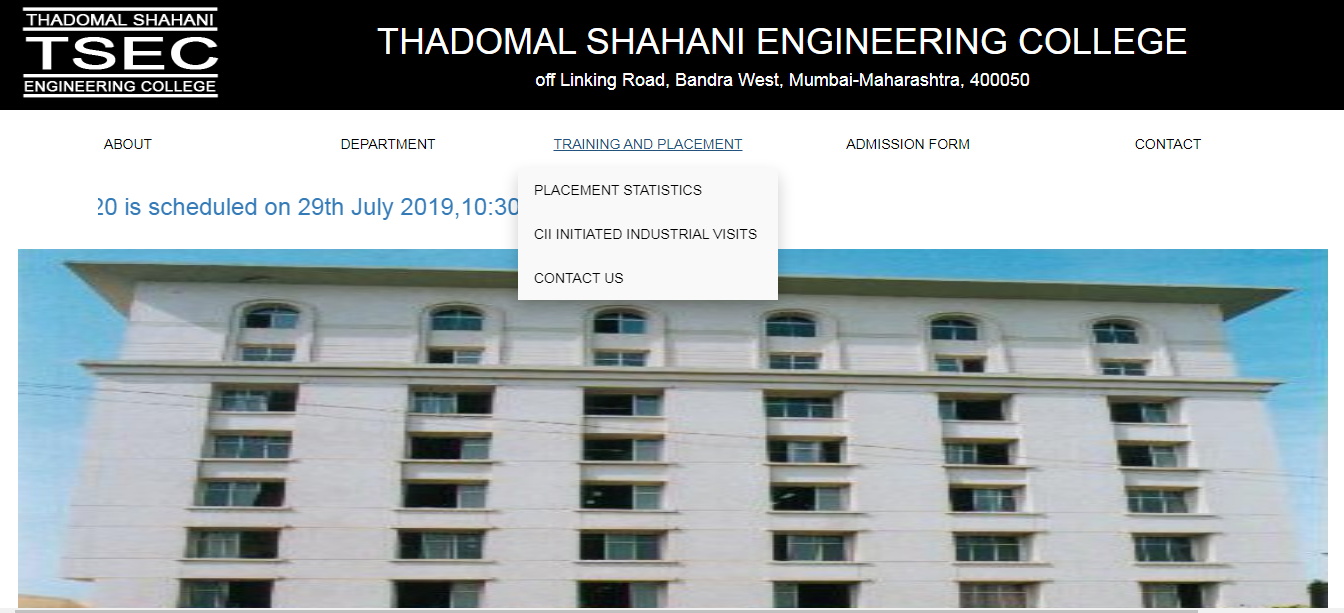 THADOMAL SHAHANI
TSEC
ENGINEERING COLLEGE
THADOMAL SHAHANI ENGINEERING COLLEGE
off Linking Road, Bandra West, Mumbai-Maharashtra, 400050
ABOUT
DEPARTMENT
TRAINING AND PLACEMENT
ADMISSION FORM
CONTACT
PLACEMENT STATISTICS
20 is scheduled on 29th July 2019,10:30
CII INITIATED INDUSTRIAL VISITS
CONTACT US